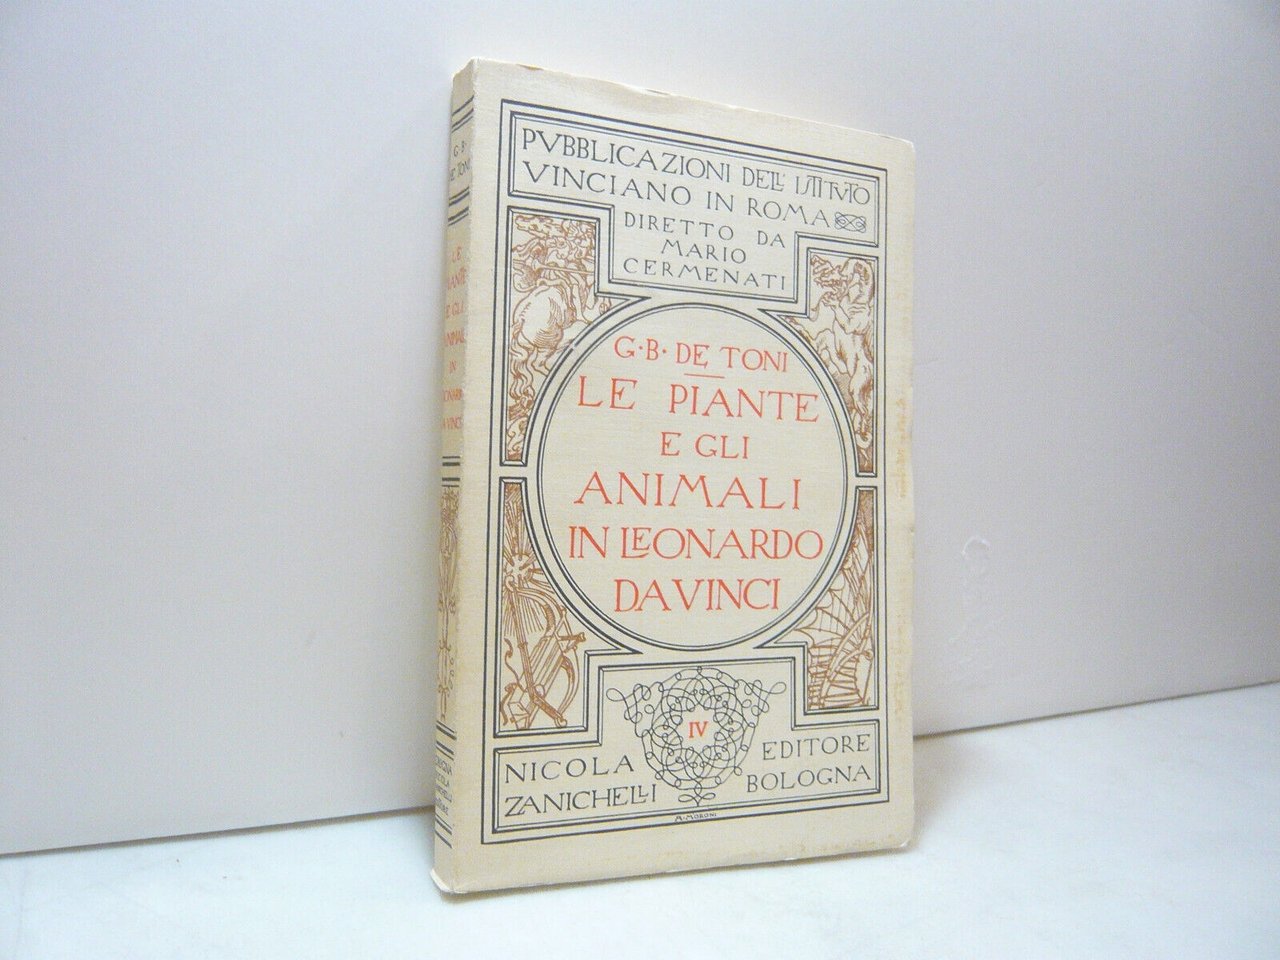 PVBBLICAZIONI DELL' ISTITVTO
VINCIANO IN ROMA
DIRETTO DA
MARIO
CERMENATI
G·B· DE TONI
LE PIANTE
E GLI
ANIMALI
IN LEONARDO
DA VINCI
IV
NICOLA
ZANICHELLI
EDITORE
BOLOGNA
A·MORONI
G·B·
DE TONI
LE
PIANTE
E GLI
ANIMALI
IN
LEONARDO
DA VINCI